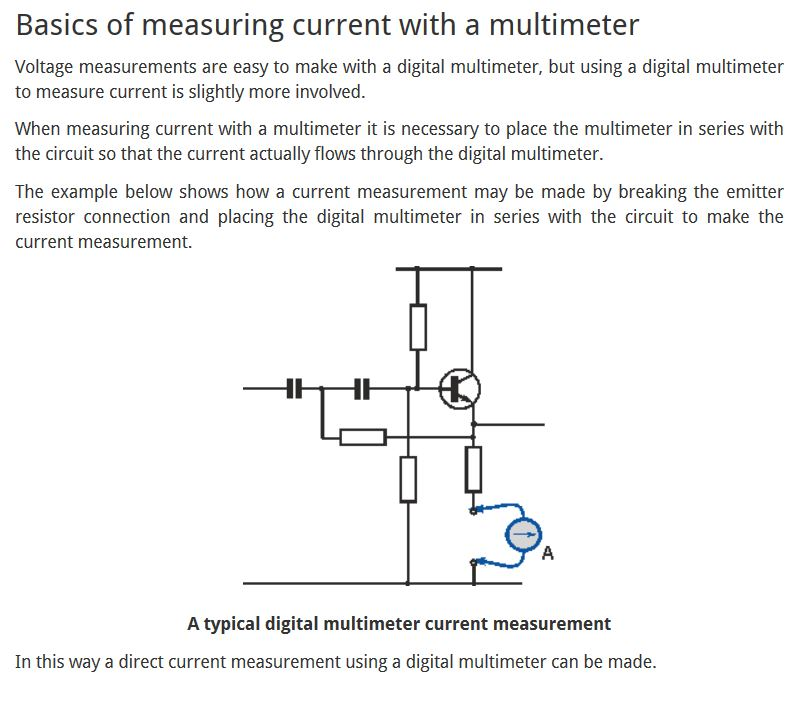 Basics of measuring current with a multimeter
Voltage measurements are easy to make with a digital multimeter, but using a digital multimeter
to measure current is slightly more involved.
When measuring current with a multimeter it is necessary to place the multimeter in series with
the circuit so that the current actually flows through the digital multimeter.
The example below shows how a current measurement may be made by breaking the emitter
resistor connection and placing the digital multimeter in series with the circuit to make the
current measurement.
A
A typical digital multimeter current measurement
In this way a direct current measurement using a digital multimeter can be made.